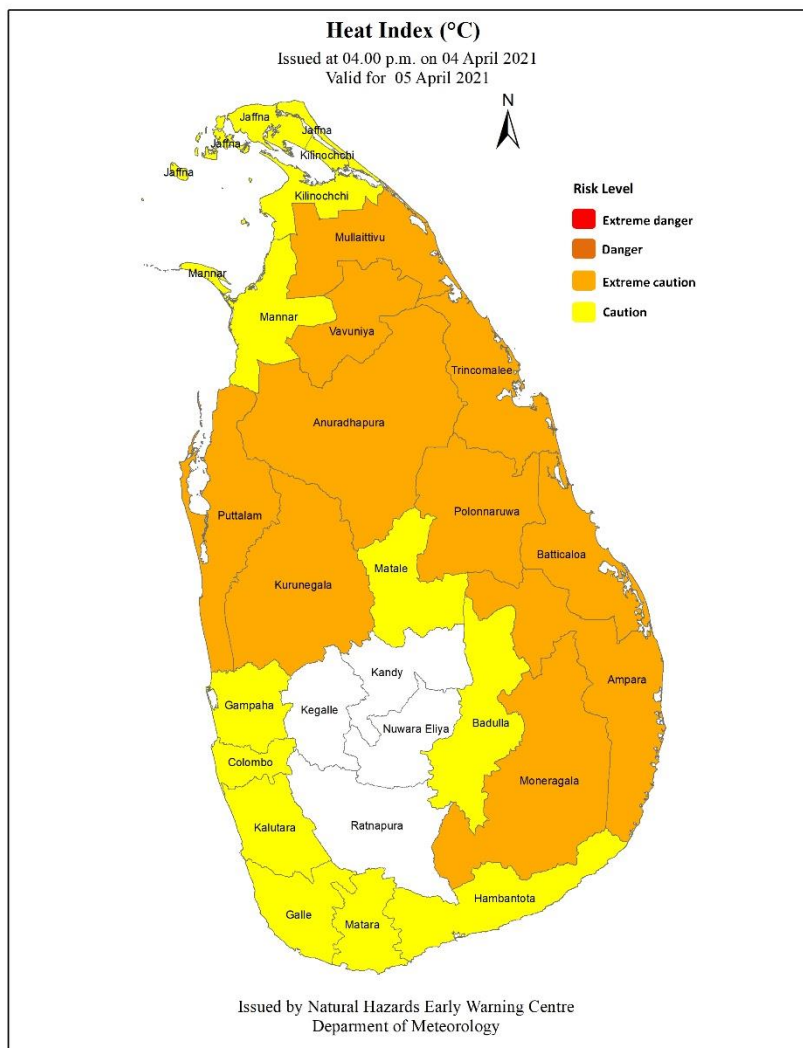 Heat Index (°C)
Issued at 04.00 p.m. on 04 April 2021
Valid for 05 April 2021
N
Jaffna
Jaffna
Jaffna
Kilinochchi
Jaffna
Kilinochchi
Risk Level
Extreme danger
Danger
Extreme caution
Caution
Mullaittivu
Mannar
Mannar
Vavuniya
Trincomalee
Anuradhapura
Puttalam
Polonnaruwa
Batticaloa
Matale
Kurunegala
Kandy
Ampara
Gampaha
Kegalle
Nuwara Eliya
Badulla
Colombo
Moneragala
Kalutara
Ratnapura
Hambantota
Galle
Matara
Issued by Natural Hazards Early Warning Centre
Deparment of Meteorology